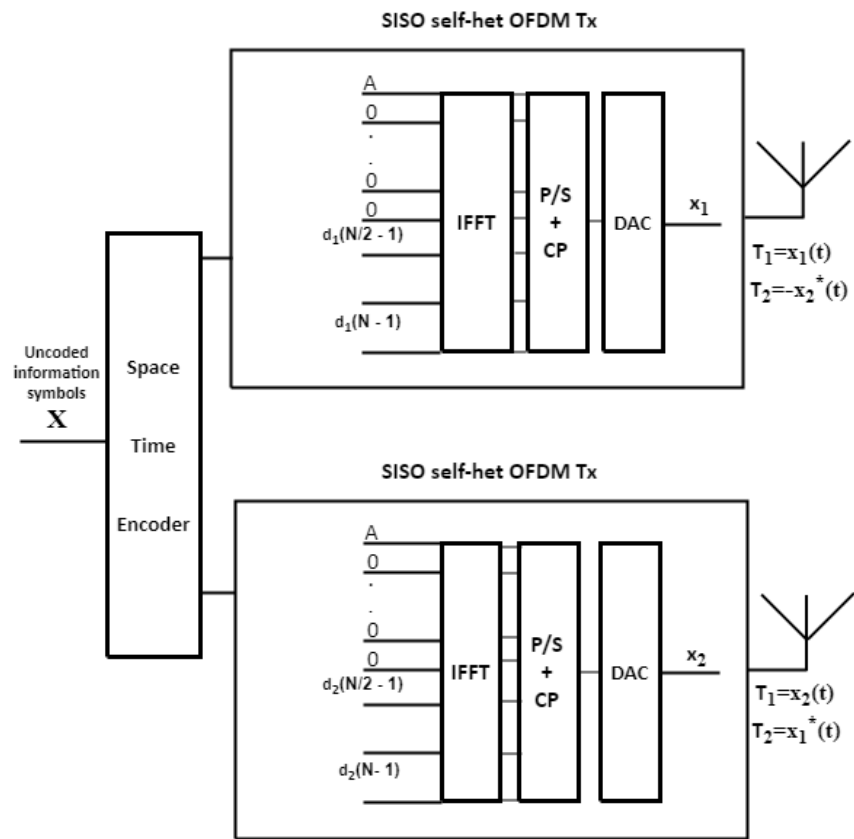 SISO self-het OFDM Tx
A
0
.
.
0
0
d₁(N/2 - 1)
d₁(N - 1)
IFFT
P/S
+
CP
DAC
x₁
T₁=x₁(t)
T₂=-x₂*(t)
Uncoded
information
symbols
X
Space
Time
Encoder
SISO self-het OFDM Tx
A
0
.
.
0
0
d₂(N/2 - 1)
d₂(N- 1)
IFFT
P/S
+
CP
DAC
x₂
T₁=x₂(t)
T₂=x₁*(t)